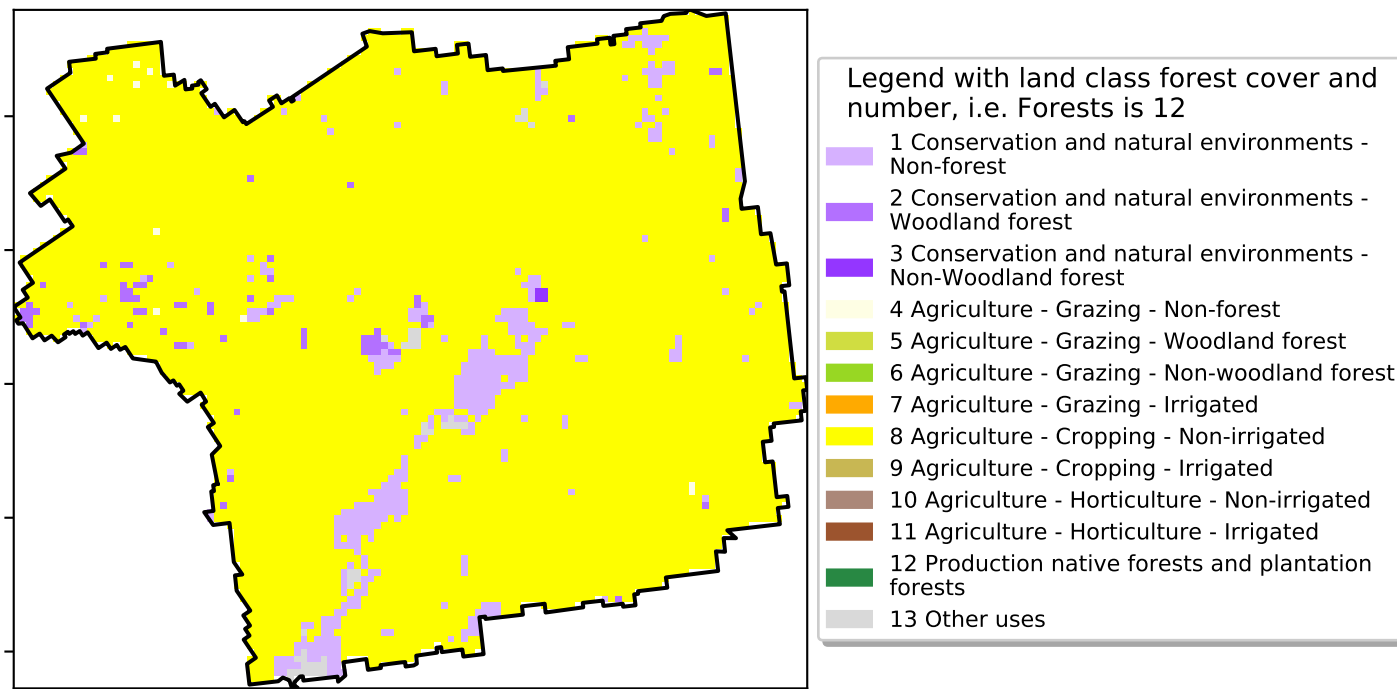 Legend with land class forest cover and
number, i.e. Forests is 12
1 Conservation and natural environments -
Non-forest
2 Conservation and natural environments -
Woodland forest
3 Conservation and natural environments -
Non-Woodland forest
4 Agriculture - Grazing - Non-forest
5 Agriculture - Grazing - Woodland forest
6 Agriculture - Grazing - Non-woodland forest
7 Agriculture - Grazing - Irrigated
8 Agriculture - Cropping - Non-irrigated
9 Agriculture - Cropping - Irrigated
10 Agriculture - Horticulture - Non-irrigated
11 Agriculture - Horticulture - Irrigated
12 Production native forests and plantation
forests
13 Other uses